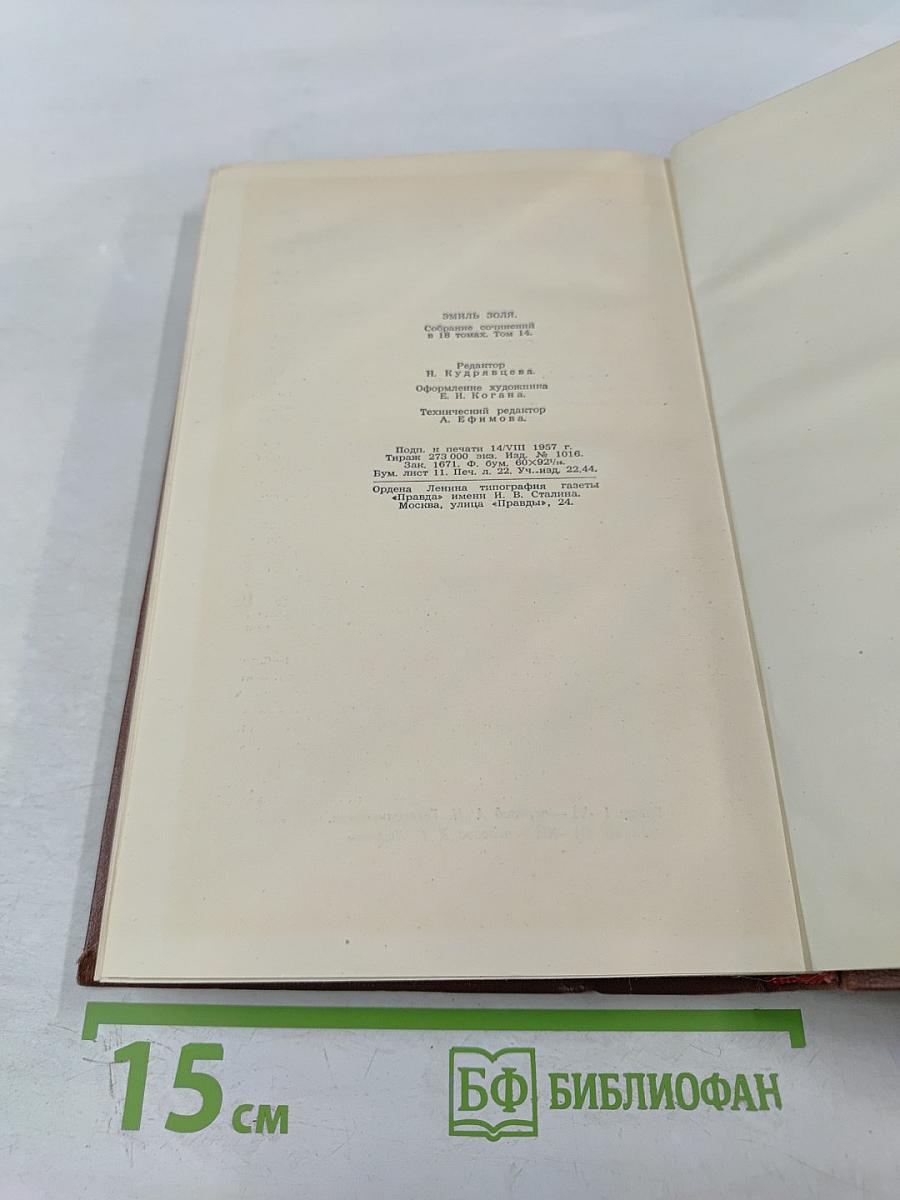 ЭМИЛЬ ЗОЛЯ.
Собрание сочинений
в 18 томах. Том 14.
Редактор
Н. Кудрявцева.
Оформление художника
Е. И. Когана.
Технический редактор
А. Ефимова.
Подп. к печати 14/VIII 1957 г.
Тираж 273 000 экз. Изд. № 1016.
Зак. 1671. Ф. бум. 60×92¹/₁₆.
Бум. лист 11. Печ. л. 22. Уч.-изд. 22,44.
Ордена Ленина типография газеты
«Правда» имени И. В. Сталина.
Москва, улица «Правды», 24.
15 см
БФ БИБЛИОФАН